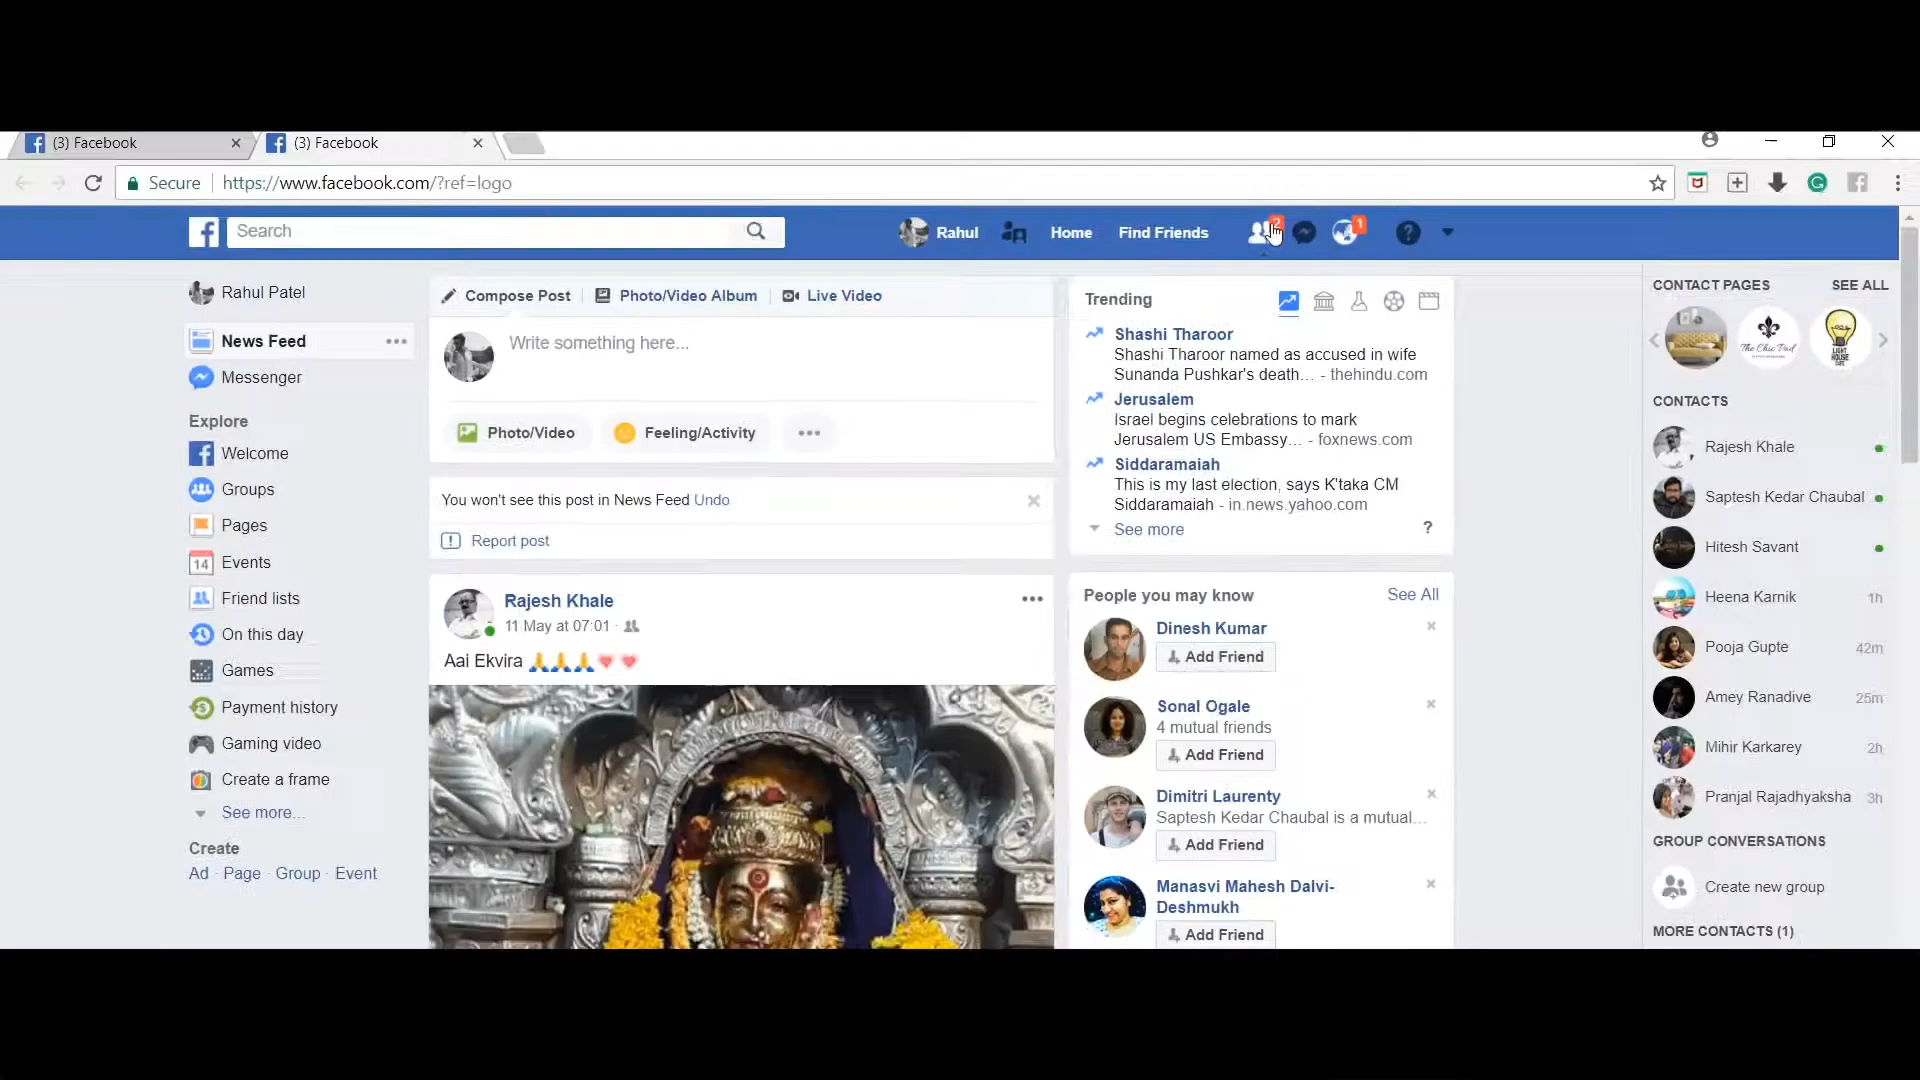 (3) Facebook
(3) Facebook
Secure https://www.facebook.com/?ref=logo
Search
Rahul Home Find Friends 2 1
Rahul Patel
News Feed
Messenger
Explore
Welcome
Groups
Pages
14 Events
Friend lists
On this day
Games
Payment history
Gaming video
Create a frame
See more...
Create
Ad · Page · Group · Event
Compose Post Photo/Video Album Live Video
Write something here...
Photo/Video Feeling/Activity
You won't see this post in News Feed Undo
Report post
Rajesh Khale
11 May at 07:01 ·
Aai Ekvira 🙏🙏🙏💗💗
Trending
Shashi Tharoor
Shashi Tharoor named as accused in wife
Sunanda Pushkar's death… - thehindu.com
Jerusalem
Israel begins celebrations to mark
Jerusalem US Embassy… - foxnews.com
Siddaramaiah
This is my last election, says K'taka CM
Siddaramaiah - in.news.yahoo.com
See more ?
People you may know See All
Dinesh Kumar
Add Friend
Sonal Ogale
4 mutual friends
Add Friend
Dimitri Laurenty
Saptesh Kedar Chaubal is a mutual…
Add Friend
Manasvi Mahesh Dalvi-
Deshmukh
Add Friend
CONTACT PAGES SEE ALL
The Chic Pad
LIGHT
HOUSE
CAFE
CONTACTS
Rajesh Khale
Saptesh Kedar Chaubal
Hitesh Savant
Heena Karnik 1h
Pooja Gupte 42m
Amey Ranadive 25m
Mihir Karkarey 2h
Pranjal Rajadhyaksha 3h
GROUP CONVERSATIONS
Create new group
MORE CONTACTS (1)